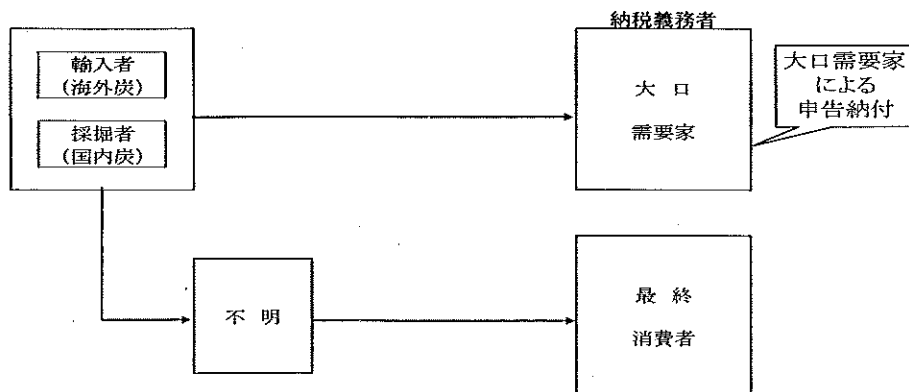 納税義務者
輸入者
(海外炭)
採掘者
(国内炭)
大口
需要家
大口需要家
による
申告納付
不明
最終
消費者